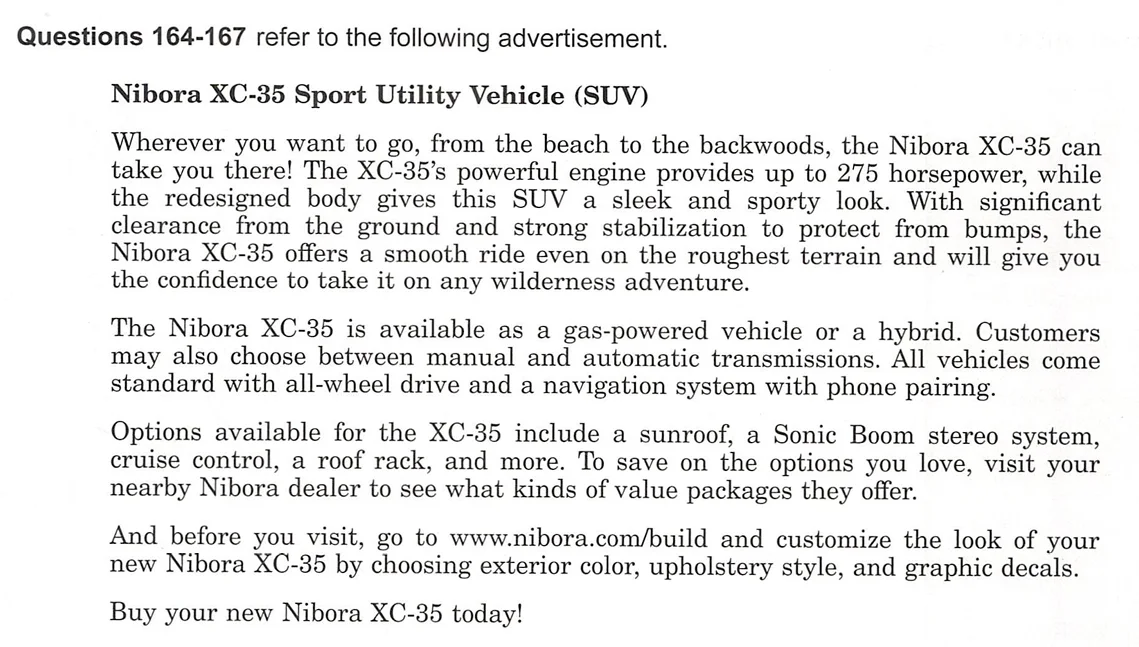 Questions 164-167 refer to the following advertisement.
Nibora XC-35 Sport Utility Vehicle (SUV)
Wherever you want to go, from the beach to the backwoods, the Nibora XC-35 can
take you there! The XC-35's powerful engine provides up to 275 horsepower, while
the redesigned body gives this SUV a sleek and sporty look. With significant
clearance from the ground and strong stabilization to protect from bumps, the
Nibora XC-35 offers a smooth ride even on the roughest terrain and will give you
the confidence to take it on any wilderness adventure.
The Nibora XC-35 is available as a gas-powered vehicle or a hybrid. Customers
may also choose between manual and automatic transmissions. All vehicles come
standard with all-wheel drive and a navigation system with phone pairing.
Options available for the XC-35 include a sunroof, a Sonic Boom stereo system,
cruise control, a roof rack, and more. To save on the options you love, visit your
nearby Nibora dealer to see what kinds of value packages they offer.
And before you visit, go to www.nibora.com/build and customize the look of your
new Nibora XC-35 by choosing exterior color, upholstery style, and graphic decals.
Buy your new Nibora XC-35 today!